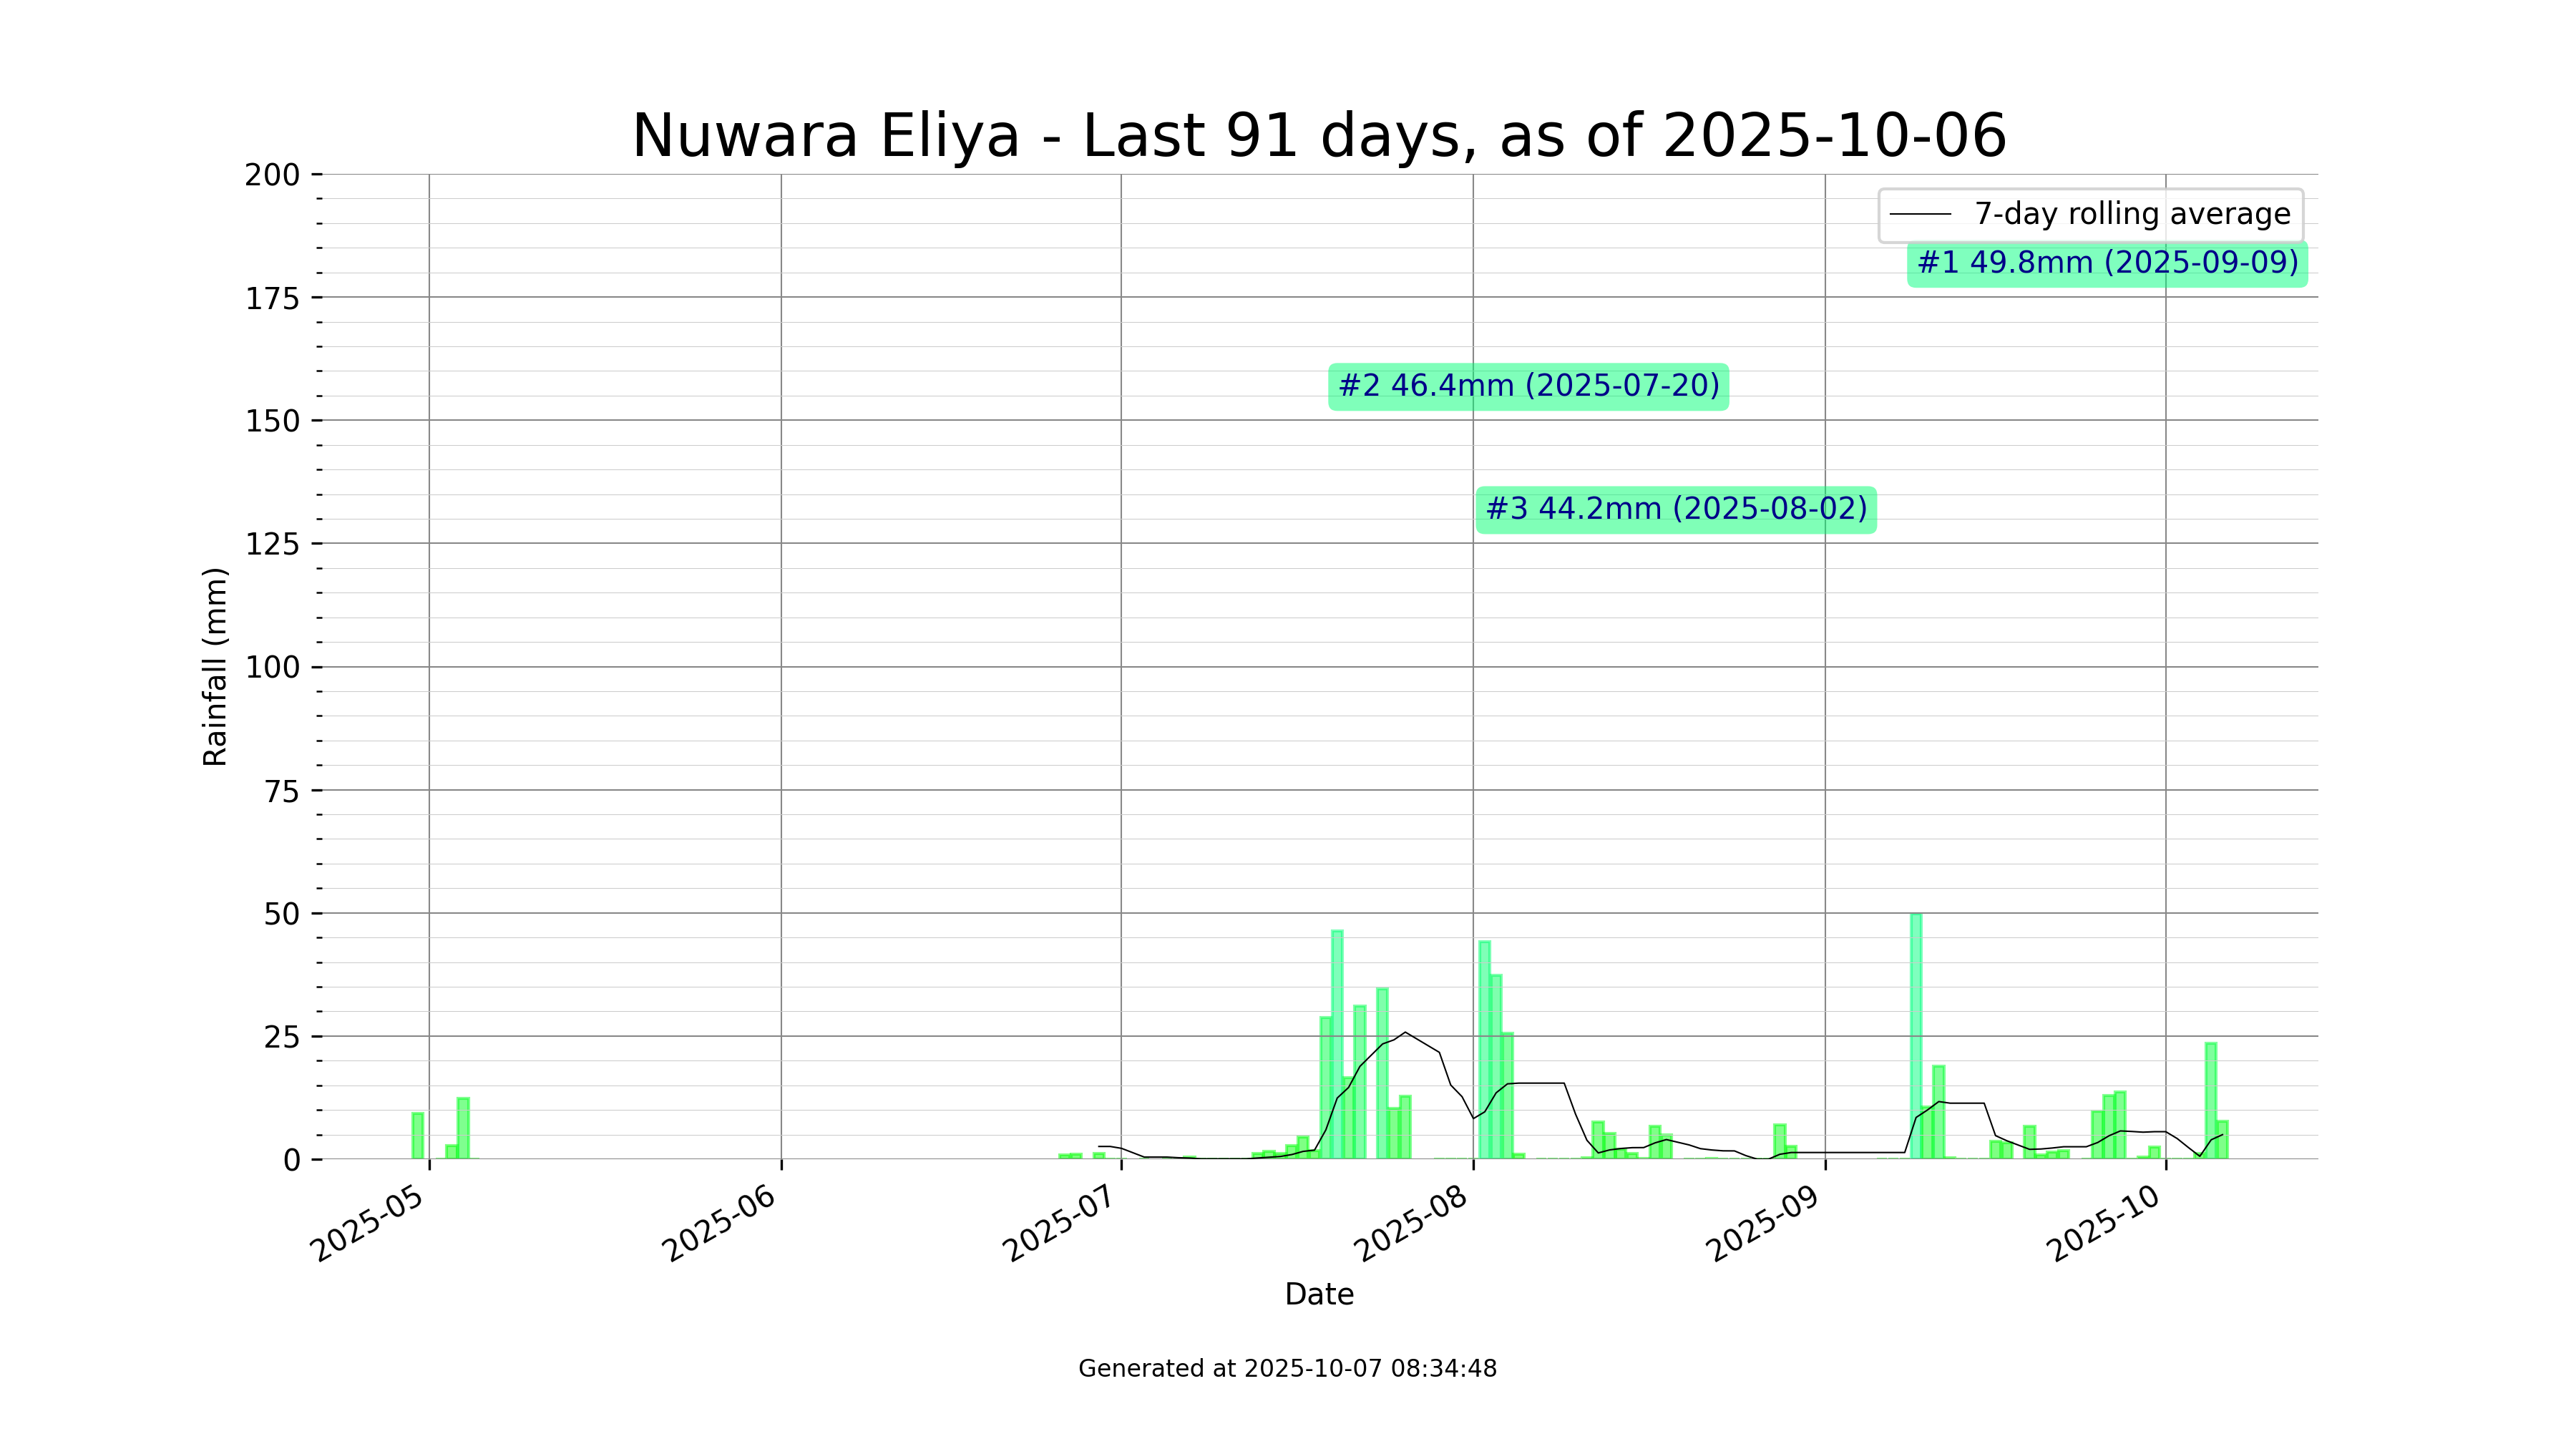 Nuwara Eliya - Last 91 days, as of 2025-10-06
7-day rolling average
#1 49.8mm (2025-09-09)
#2 46.4mm (2025-07-20)
#3 44.2mm (2025-08-02)
Rainfall (mm)
200
175
150
125
100
75
50
25
0
2025-05
2025-06
2025-07
2025-08
2025-09
2025-10
Date
Generated at 2025-10-07 08:34:48